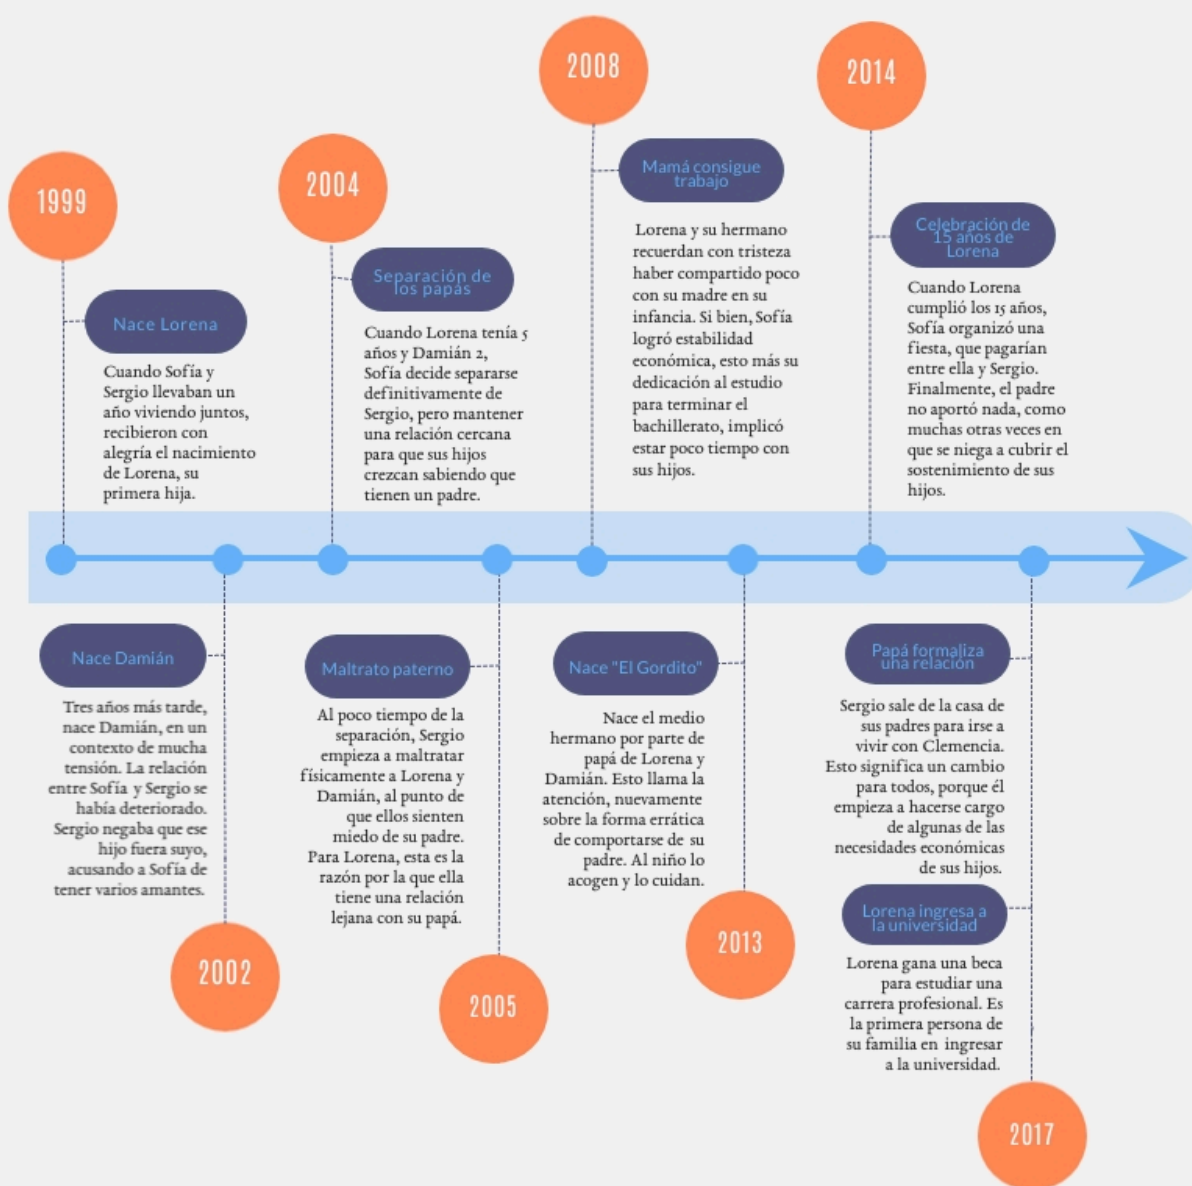 1999
Nace Lorena
Cuando Sofía y
Sergio llevaban un
año viviendo juntos,
recibieron con
alegría el nacimiento
de Lorena, su
primera hija.
Nace Damián
Tres años más tarde,
nace Damián, en un
contexto de mucha
tensión. La relación
entre Sofía y Sergio se
había deteriorado.
Sergio negaba que ese
hijo fuera suyo,
acusando a Sofía de
tener varios amantes.
2002
2004
Separación de
los papás
Cuando Lorena tenía 5
años y Damián 2,
Sofía decide separarse
definitivamente de
Sergio, pero mantener
una relación cercana
para que sus hijos
crezcan sabiendo que
tienen un padre.
Maltrato paterno
Al poco tiempo de la
separación, Sergio
empieza a maltratar
físicamente a Lorena y
Damián, al punto de
que ellos sienten
miedo de su padre.
Para Lorena, esta es la
razón por la que ella
tiene una relación
lejana con su papá.
2005
2008
Mamá consigue
trabajo
Lorena y su hermano
recuerdan con tristeza
haber compartido poco
con su madre en su
infancia. Si bien, Sofía
logró estabilidad
económica, esto más su
dedicación al estudio
para terminar el
bachillerato, implicó
estar poco tiempo con
sus hijos.
Nace "El Gordito"
Nace el medio
hermano por parte de
papá de Lorena y
Damián. Esto llama la
atención, nuevamente
sobre la forma errática
de comportarse de su
padre. Al niño lo
acogen y lo cuidan.
2013
2014
Celebración de
15 años de
Lorena
Cuando Lorena
cumplió los 15 años,
Sofía organizó una
fiesta, que pagarían
entre ella y Sergio.
Finalmente, el padre
no aportó nada, como
muchas otras veces en
que se niega a cubrir el
sostenimiento de sus
hijos.
Papá formaliza
una relación
Sergio sale de la casa de
sus padres para irse a
vivir con Clemencia.
Esto significa un cambio
para todos, porque él
empieza a hacerse cargo
de algunas de las
necesidades económicas
de sus hijos.
Lorena ingresa a
la universidad
Lorena gana una beca
para estudiar una
carrera profesional. Es
la primera persona de
su familia en ingresar
a la universidad.
2017